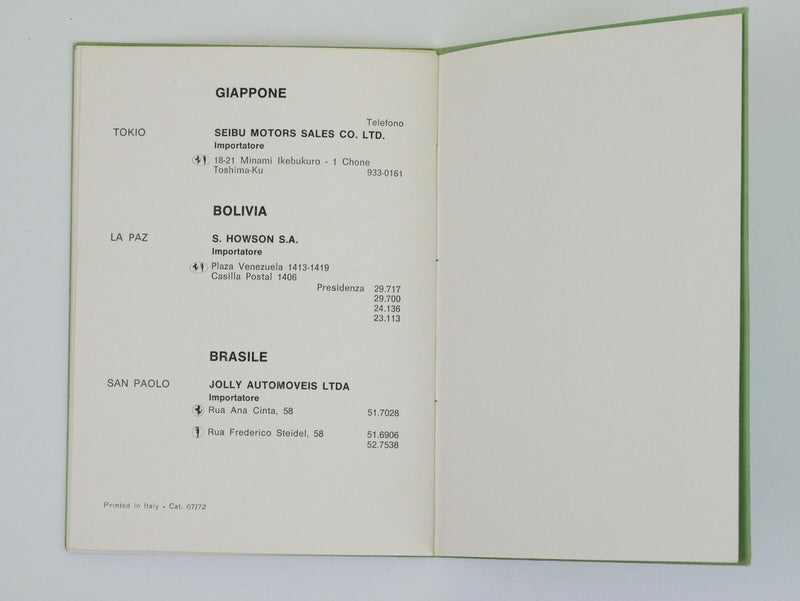 GIAPPONE
Telefono
TOKIO SEIBU MOTORS SALES CO. LTD.
Importatore
18-21 Minami Ikebukuro - 1 Chone
Toshima-Ku 933-0161
BOLIVIA
LA PAZ S. HOWSON S.A.
Importatore
Plaza Venezuela 1413-1419
Casilla Postal 1406
Presidenza 29.717
29.700
24.136
23.113
BRASILE
SAN PAOLO JOLLY AUTOMOVEIS LTDA
Importatore
Rua Ana Cinta, 58 51.7028
Rua Frederico Steidel, 58 51.6906
52.7538
Printed in Italy - Cat. 67/72